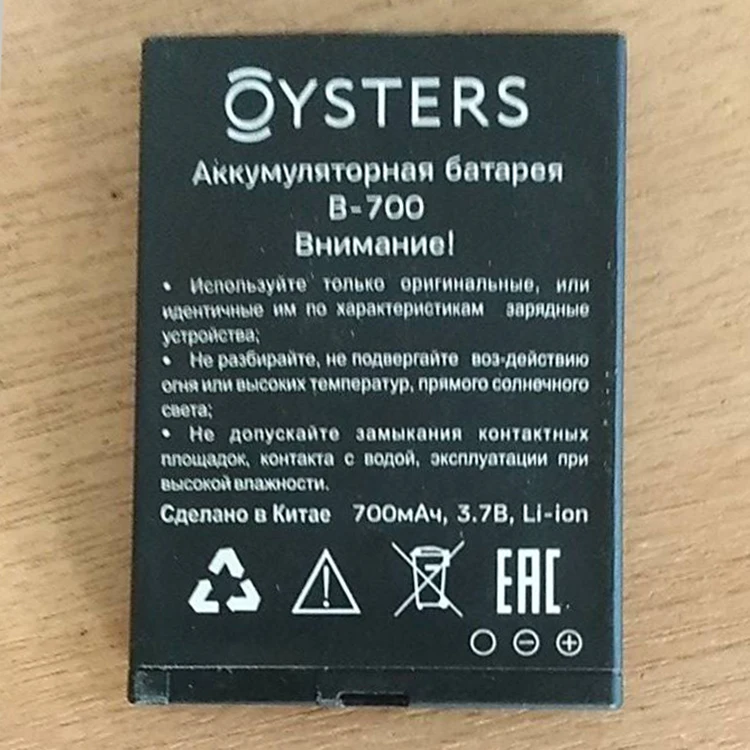 OYSTERS
Аккумуляторная батарея
В-700
Внимание!
• Используйте только оригинальные, или
идентичные им по характеристикам зарядные
устройства;
• Не разбирайте, не подвергайте воз-действию
огня или высоких температур, прямого солнечного
света;
• Не допускайте замыкания контактных
площадок, контакта с водой, эксплуатации при
высокой влажности.
Сделано в Китае 700мАч, 3.7В, Li-ion
EAC